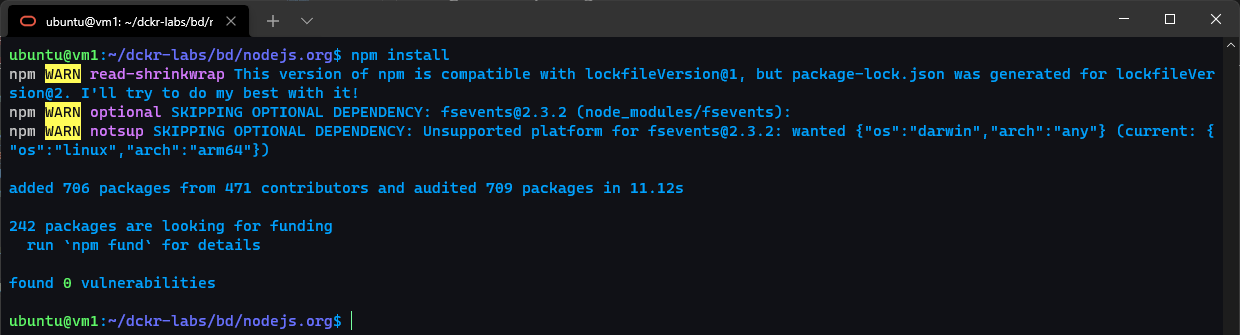 ubuntu@vm1: ~/dckr-labs/bd/r
ubuntu@vm1:~/dckr-labs/bd/nodejs.org$ npm install
npm WARN read-shrinkwrap This version of npm is compatible with lockfileVersion@1, but package-lock.json was generated for lockfileVer
sion@2. I'll try to do my best with it!
npm WARN optional SKIPPING OPTIONAL DEPENDENCY: fsevents@2.3.2 (node_modules/fsevents):
npm WARN notsup SKIPPING OPTIONAL DEPENDENCY: Unsupported platform for fsevents@2.3.2: wanted {"os":"darwin","arch":"any"} (current: {
"os":"linux","arch":"arm64"})
added 706 packages from 471 contributors and audited 709 packages in 11.12s
242 packages are looking for funding
  run `npm fund` for details
found 0 vulnerabilities
ubuntu@vm1:~/dckr-labs/bd/nodejs.org$